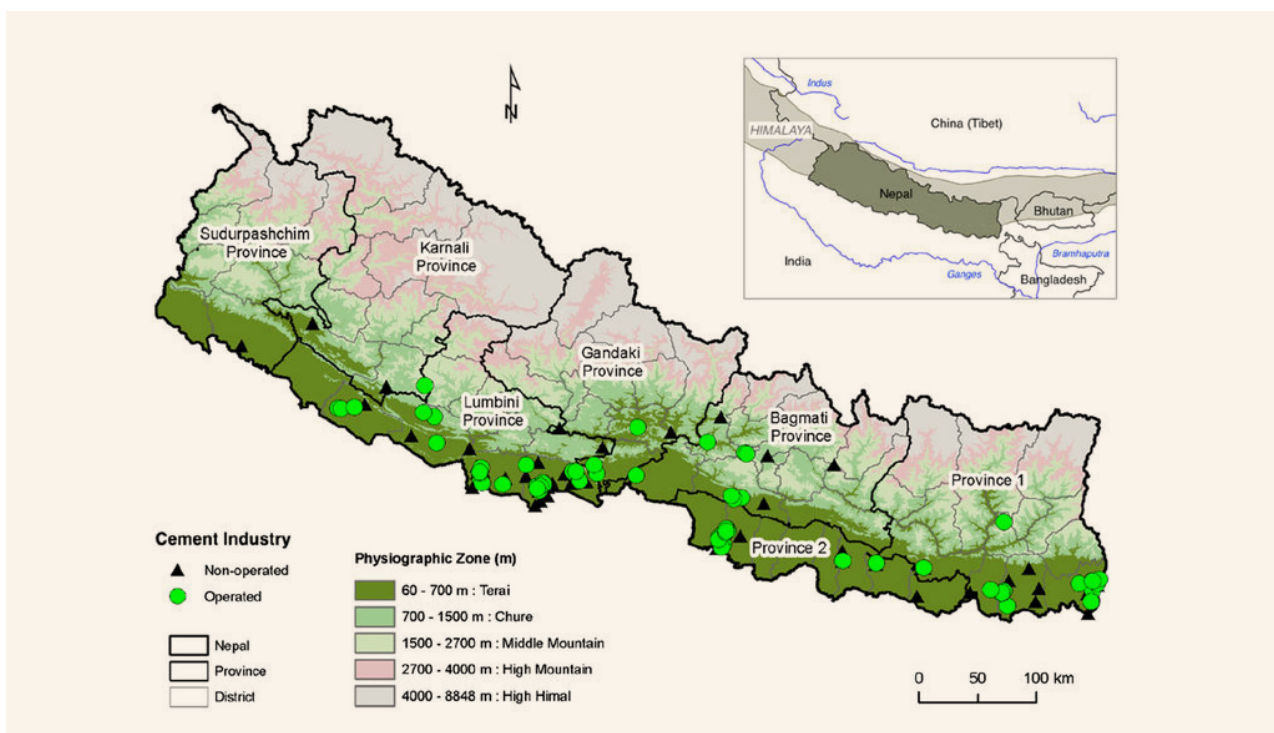 N
Indus
China (Tibet)
HIMALAYA
Nepal
Bhutan
India
Bramhaputra
Ganges
Bangladesh
Sudurpashchim
Province
Karnali
Province
Gandaki
Province
Lumbini
Province
Bagmati
Province
Province 1
Province 2
Cement Industry
Non-operated
Operated
Nepal
Province
District
Physiographic Zone (m)
60 - 700 m : Terai
700 - 1500 m : Chure
1500 - 2700 m : Middle Mountain
2700 - 4000 m : High Mountain
4000 - 8848 m : High Himal
0 50 100 km